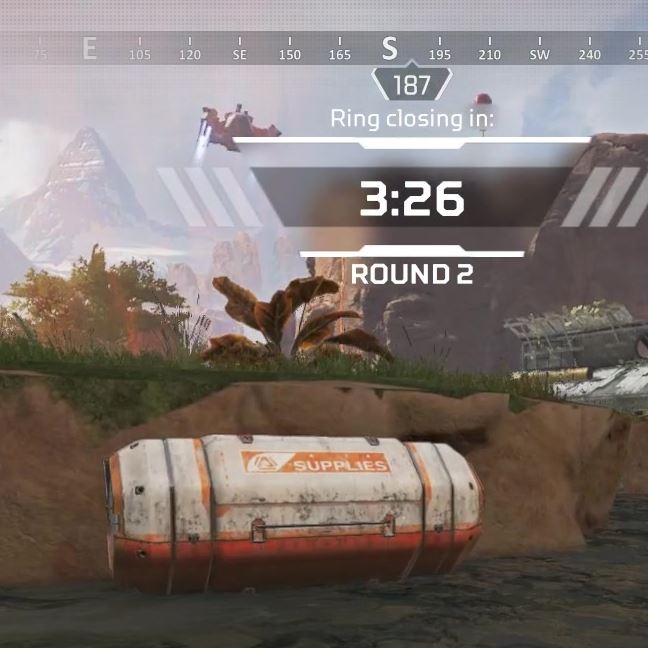 75 E 105 120 SE 150 165 S 195 210 SW 240 255
187
Ring closing in:
3:26
ROUND 2
SUPPLIES